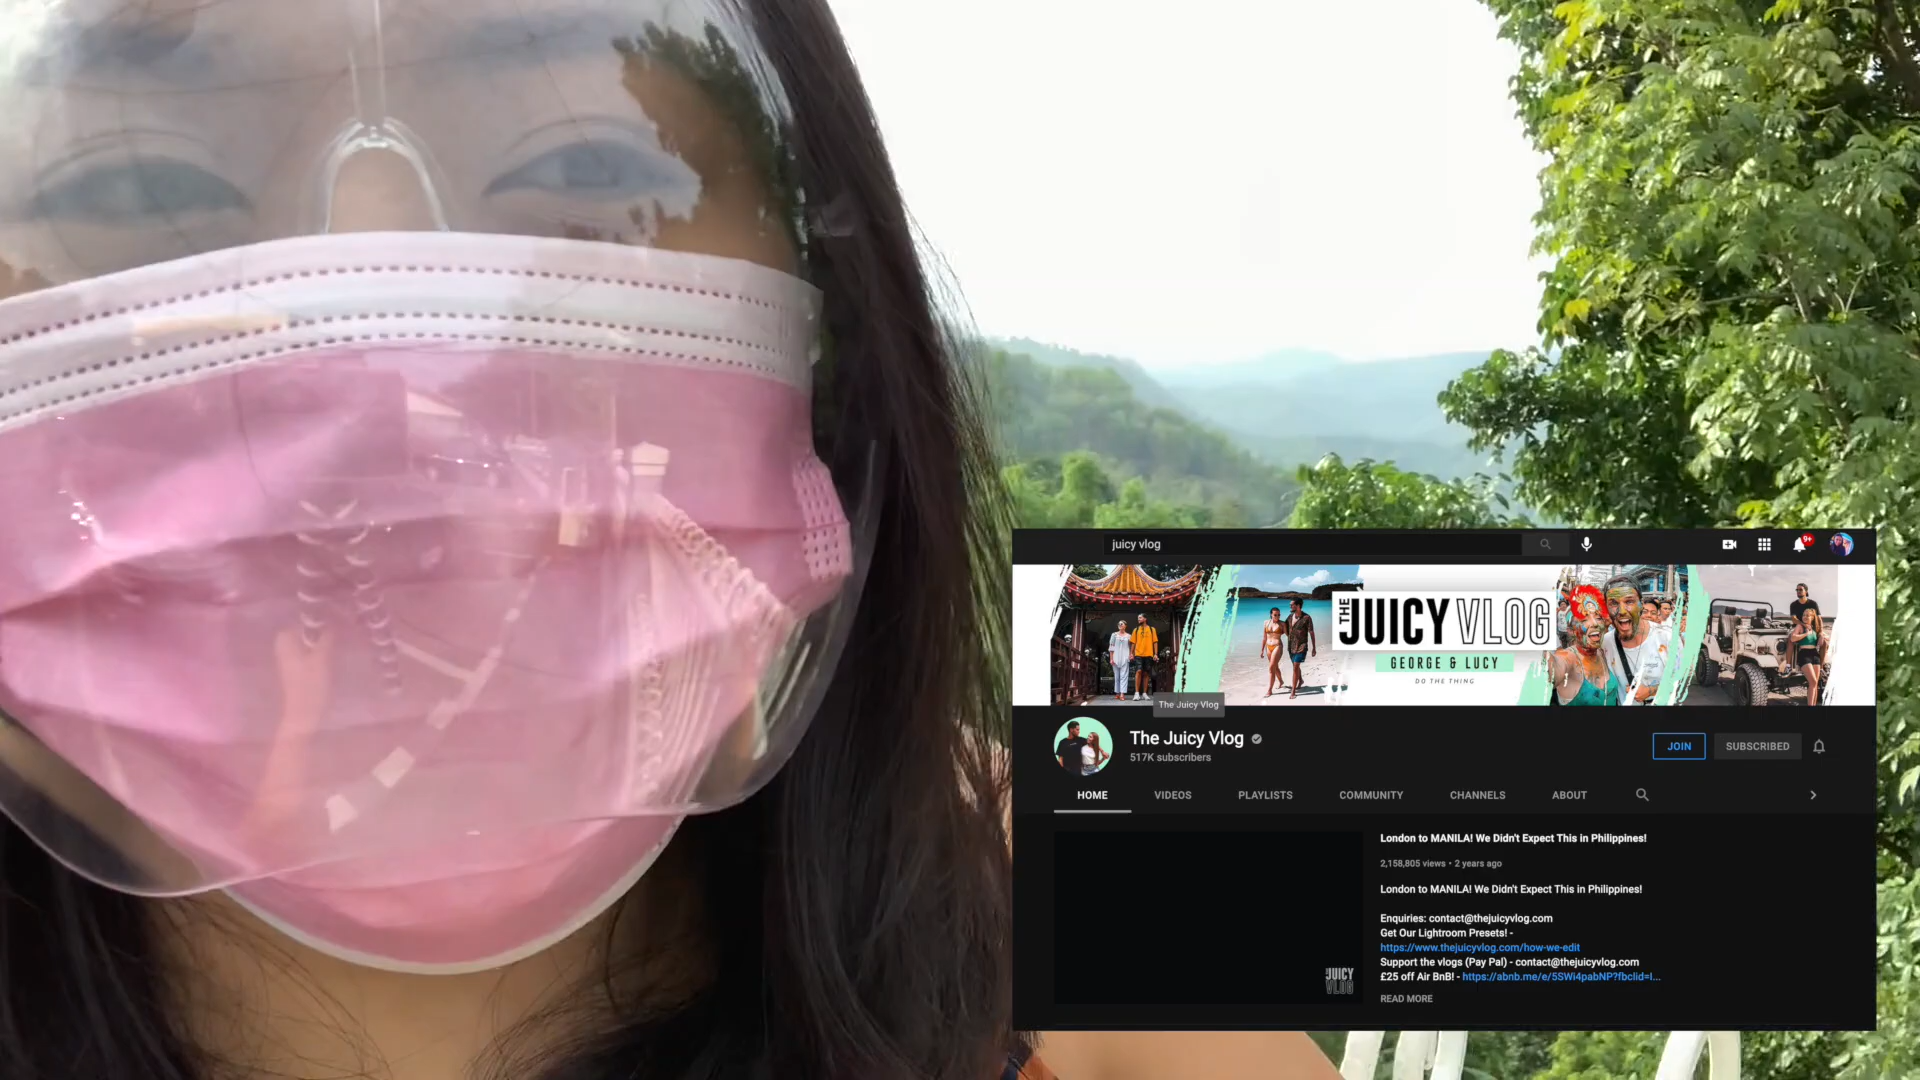 juicy vlog
9+
THE JUICY VLOG
GEORGE & LUCY
DO THE THING
The Juicy Vlog
The Juicy Vlog
517K subscribers
JOIN
SUBSCRIBED
HOME
VIDEOS
PLAYLISTS
COMMUNITY
CHANNELS
ABOUT
London to MANILA! We Didn't Expect This in Philippines!
2,158,805 views • 2 years ago
London to MANILA! We Didn't Expect This in Philippines!
Enquiries: contact@thejuicyvlog.com
Get Our Lightroom Presets! -
https://www.thejuicyvlog.com/how-we-edit
Support the vlogs (Pay Pal) - contact@thejuicyvlog.com
£25 off Air BnB! - https://abnb.me/e/5SWi4pabNP?fbclid=I...
READ MORE
JUICY
VLOG